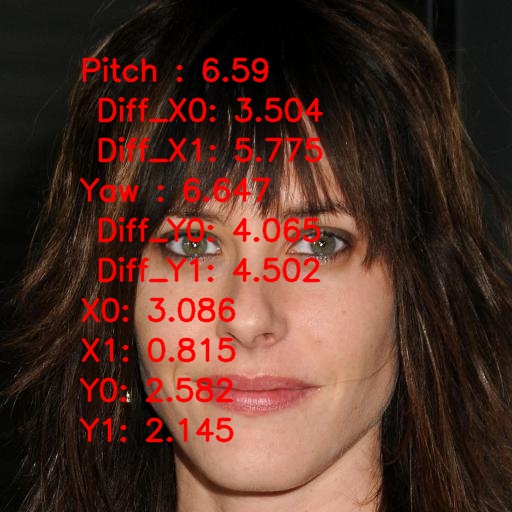 Pitch : 6.59
Diff_X0: 3.504
Diff_X1: 5.775
Yaw : 6.647
Diff_Y0: 4.065
Diff_Y1: 4.502
X0: 3.086
X1: 0.815
Y0: 2.582
Y1: 2.145